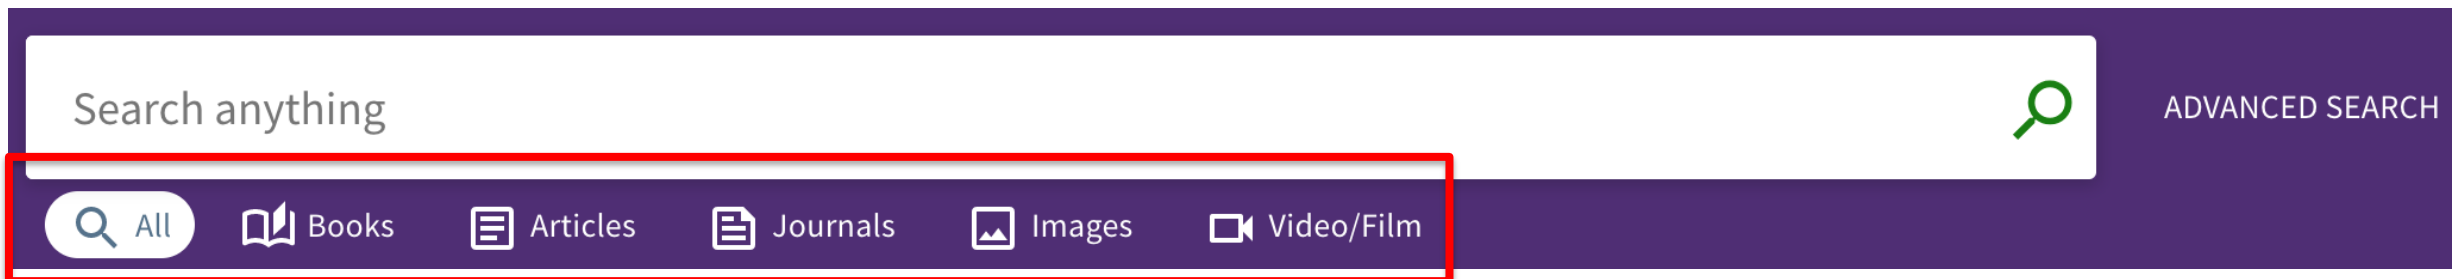 Search anything
ADVANCED SEARCH
All Books Articles Journals Images Video/Film